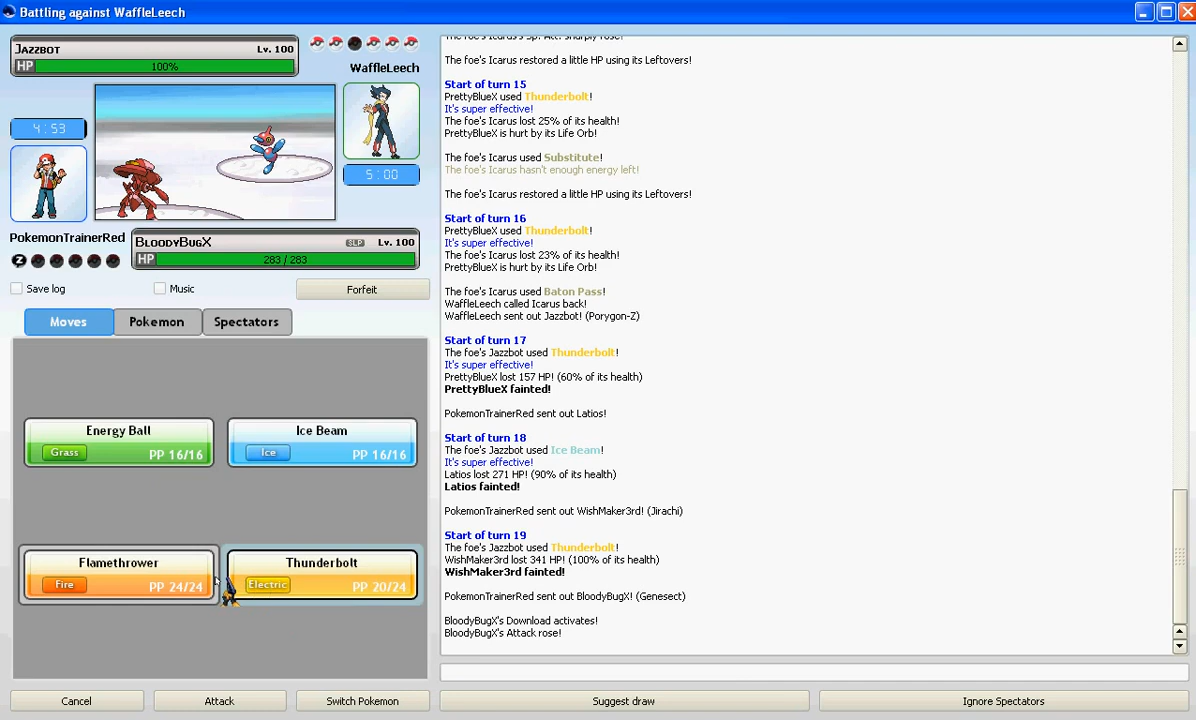 Battling against WaffleLeech
JAZZBOT Lv. 100
HP 100%
WaffleLeech
4:53
5:00
PokemonTrainerRed
BLOODYBUGX SLP Lv. 100
HP 283 / 283
Save log
Music
Forfeit
Moves
Pokemon
Spectators
Energy Ball
Grass PP 16/16
Ice Beam
Ice PP 16/16
Flamethrower
Fire PP 24/24
Thunderbolt
Electric PP 20/24
Cancel
Attack
Switch Pokemon
The foe's Icarus's Sp. Att. sharply rose!
The foe's Icarus restored a little HP using its Leftovers!
Start of turn 15
PrettyBlueX used Thunderbolt!
It's super effective!
The foe's Icarus lost 25% of its health!
PrettyBlueX is hurt by its Life Orb!
The foe's Icarus used Substitute!
The foe's Icarus hasn't enough energy left!
The foe's Icarus restored a little HP using its Leftovers!
Start of turn 16
PrettyBlueX used Thunderbolt!
It's super effective!
The foe's Icarus lost 23% of its health!
PrettyBlueX is hurt by its Life Orb!
The foe's Icarus used Baton Pass!
WaffleLeech called Icarus back!
WaffleLeech sent out Jazzbot! (Porygon-Z)
Start of turn 17
The foe's Jazzbot used Thunderbolt!
It's super effective!
PrettyBlueX lost 157 HP! (60% of its health)
PrettyBlueX fainted!
PokemonTrainerRed sent out Latios!
Start of turn 18
The foe's Jazzbot used Ice Beam!
It's super effective!
Latios lost 271 HP! (90% of its health)
Latios fainted!
PokemonTrainerRed sent out WishMaker3rd! (Jirachi)
Start of turn 19
The foe's Jazzbot used Thunderbolt!
WishMaker3rd lost 341 HP! (100% of its health)
WishMaker3rd fainted!
PokemonTrainerRed sent out BloodyBugX! (Genesect)
BloodyBugX's Download activates!
BloodyBugX's Attack rose!
Suggest draw
Ignore Spectators